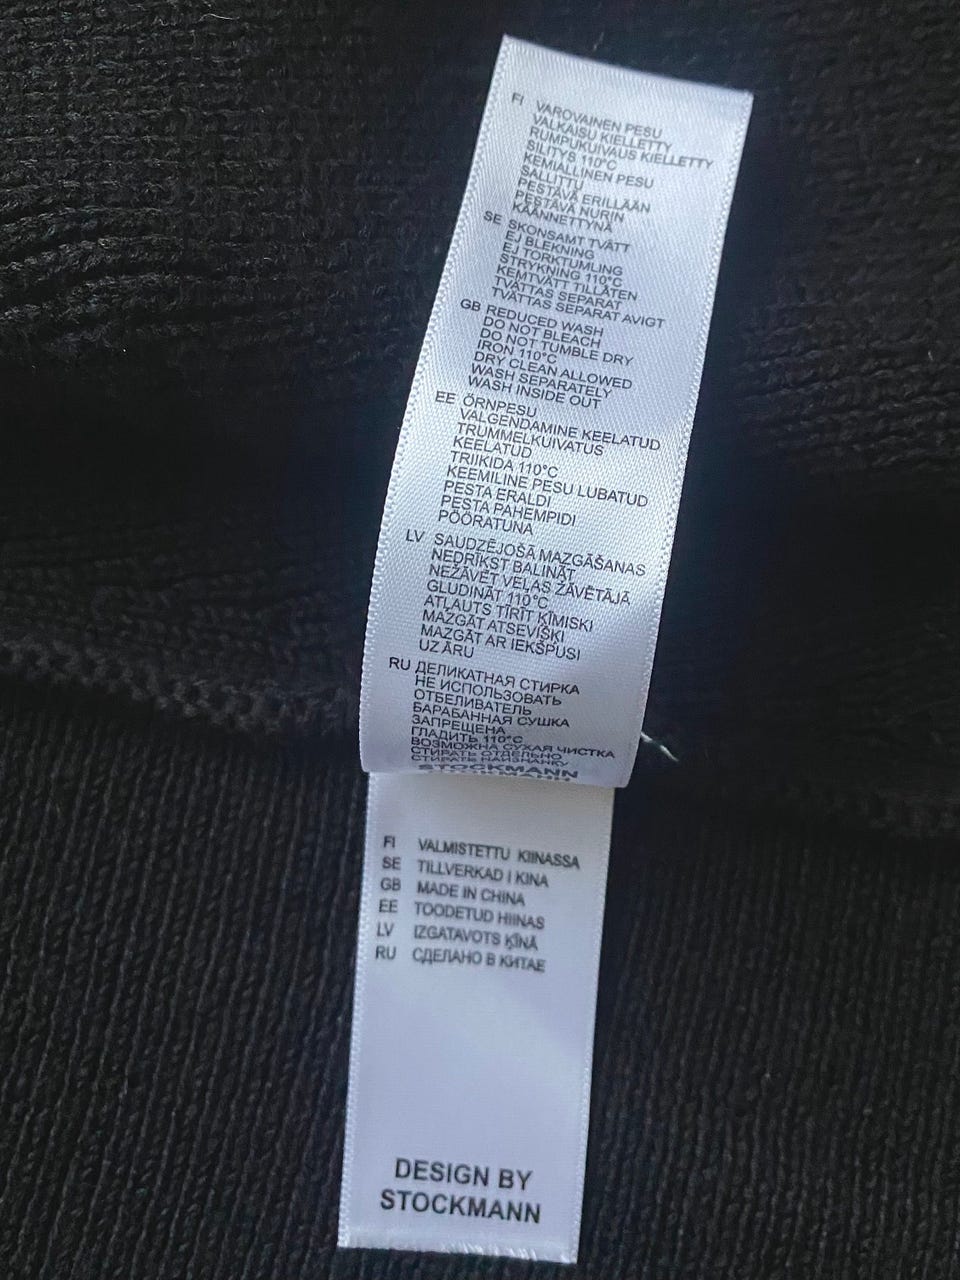 FI VAROVAINEN PESU
VALKAISU KIELLETTY
RUMPUKUIVAUS KIELLETTY
SILITYS 110°C
KEMIALLINEN PESU
SALLITTU
PESTÄVÄ ERILLÄÄN
PESTÄVÄ NURIN
KÄÄNNETTYNÄ
SE SKONSAMT TVÄTT
EJ BLEKNING
EJ TORKTUMLING
STRYKNING 110°C
KEMTVÄTT TILLÅTEN
TVÄTTAS SEPARAT
TVÄTTAS SEPARAT AVIGT
GB REDUCED WASH
DO NOT BLEACH
DO NOT TUMBLE DRY
IRON 110°C
DRY CLEAN ALLOWED
WASH SEPARATELY
WASH INSIDE OUT
EE ÖRNPESU
VALGENDAMINE KEELATUD
TRUMMELKUIVATUS
KEELATUD
TRIIKIDA 110°C
KEEMILINE PESU LUBATUD
PESTA ERALDI
PESTA PAHEMPIDI
PÖÖRATUNA
LV SAUDZĒJOŠĀ MAZGĀŠANAS
NEDRĪKST BALINĀT
NEŽĀVĒT VEĻAS ŽĀVĒTĀJĀ
GLUDINĀT 110°C
ATĻAUTS TĪRĪT ĶĪMISKI
MAZGĀT ATSEVIŠĶI
MAZGĀT AR IEKŠPUSI
UZ ĀRU
RU ДЕЛИКАТНАЯ СТИРКА
НЕ ИСПОЛЬЗОВАТЬ
ОТБЕЛИВАТЕЛЬ
БАРАБАННАЯ СУШКА
ЗАПРЕЩЕНА
ГЛАДИТЬ 110°C
ВОЗМОЖНА СУХАЯ ЧИСТКА
СТИРАТЬ ОТДЕЛЬНО
СТИРАТЬ НАИЗНАНКУ
STOCKMANN
FI VALMISTETTU KIINASSA
SE TILLVERKAD I KINA
GB MADE IN CHINA
EE TOODETUD HIINAS
LV IZGATAVOTS ĶĪNĀ
RU СДЕЛАНО В КИТАЕ
DESIGN BY
STOCKMANN